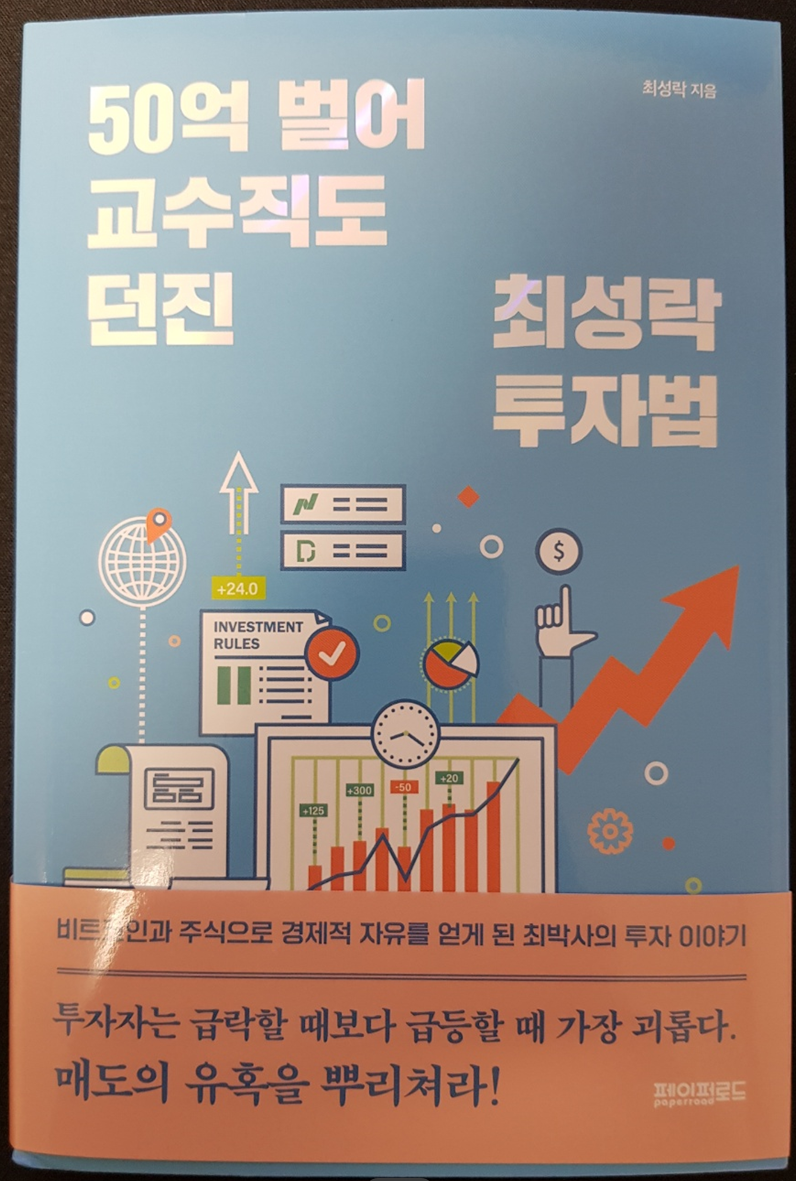 최성락 지음
50억 벌어
교수직도
던진
최성락
투자법
$
+24.0
INVESTMENT
RULES
+125
+300
-50
+20
비트코인과 주식으로 경제적 자유를 얻게 된 최박사의 투자 이야기
투자자는 급락할 때보다 급등할 때 가장 괴롭다.
매도의 유혹을 뿌리쳐라!
페이퍼로드
paperroad